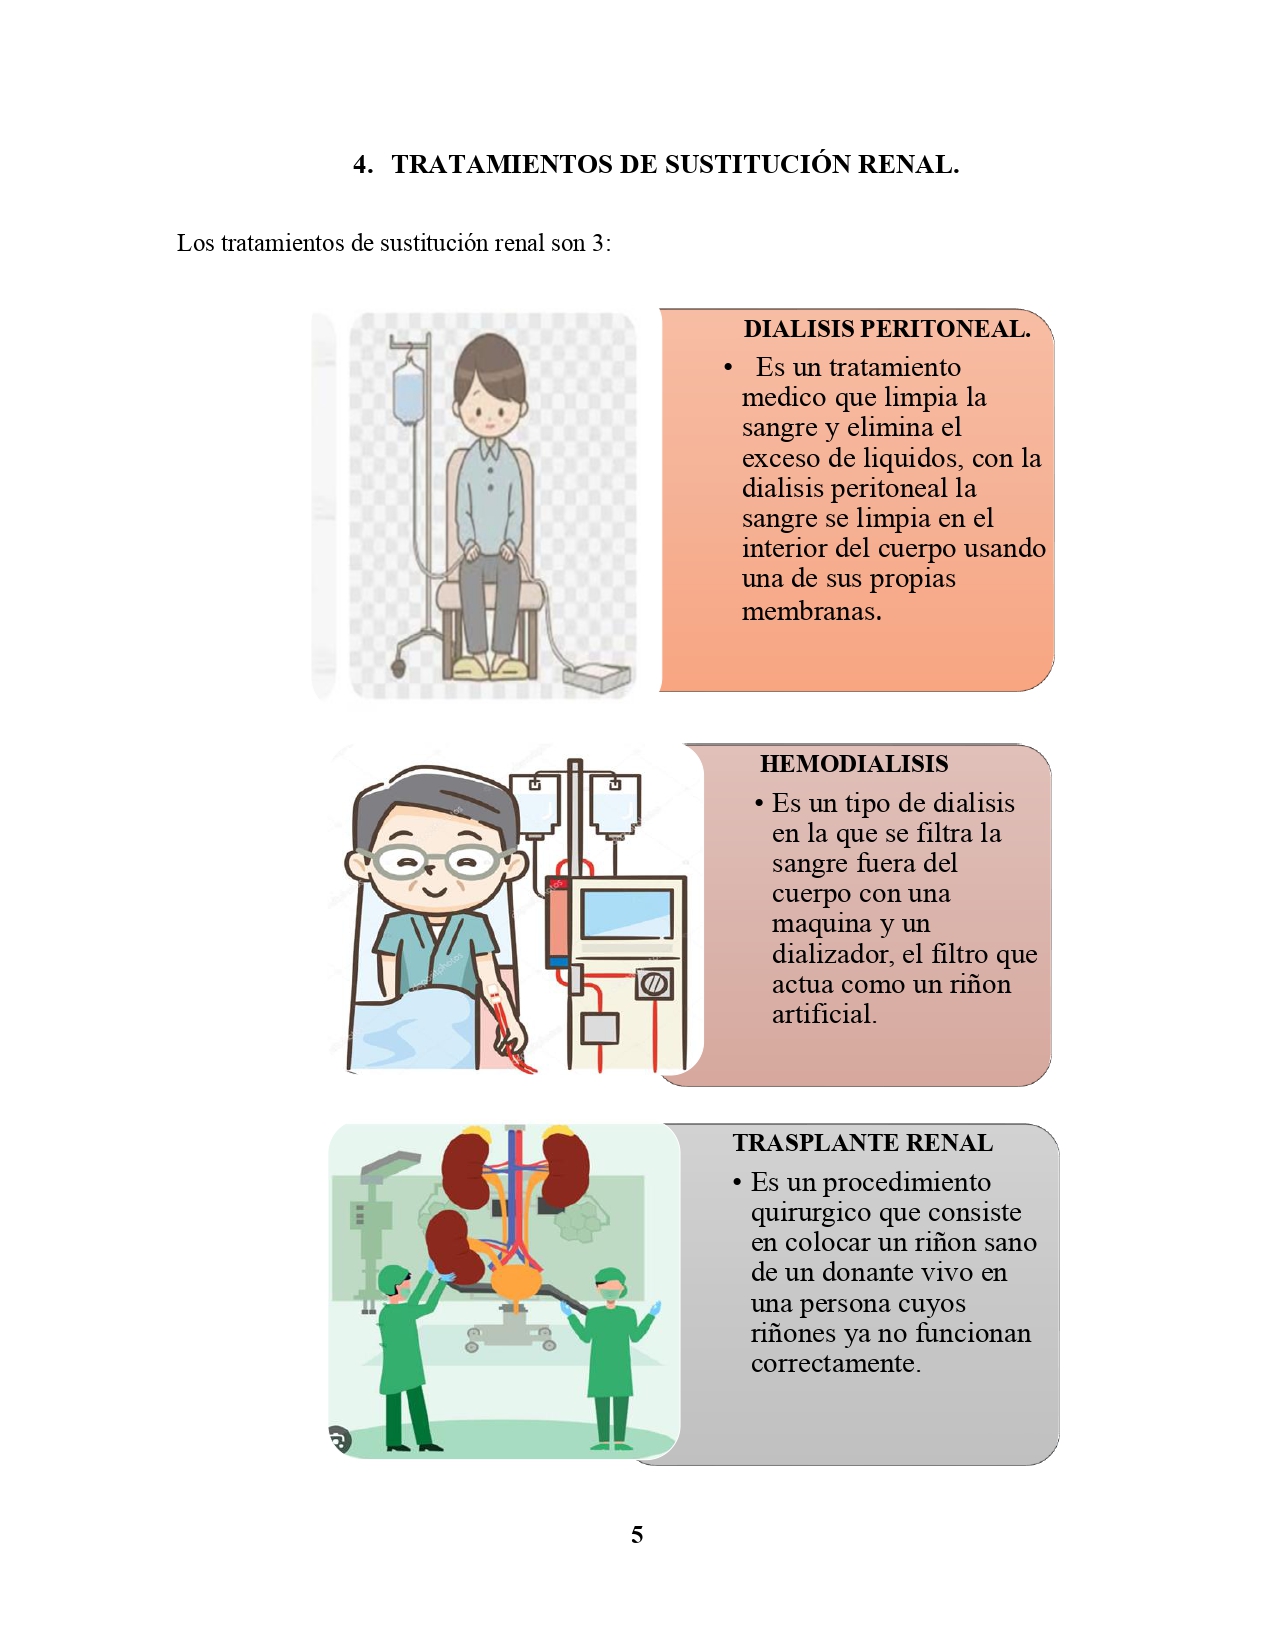 4. TRATAMIENTOS DE SUSTITUCIÓN RENAL.
Los tratamientos de sustitución renal son 3:
DIALISIS PERITONEAL.
• Es un tratamiento
medico que limpia la
sangre y elimina el
exceso de liquidos, con la
dialisis peritoneal la
sangre se limpia en el
interior del cuerpo usando
una de sus propias
membranas.
HEMODIALISIS
• Es un tipo de dialisis
en la que se filtra la
sangre fuera del
cuerpo con una
maquina y un
dializador, el filtro que
actua como un riñon
artificial.
TRASPLANTE RENAL
• Es un procedimiento
quirurgico que consiste
en colocar un riñon sano
de un donante vivo en
una persona cuyos
riñones ya no funcionan
correctamente.
5